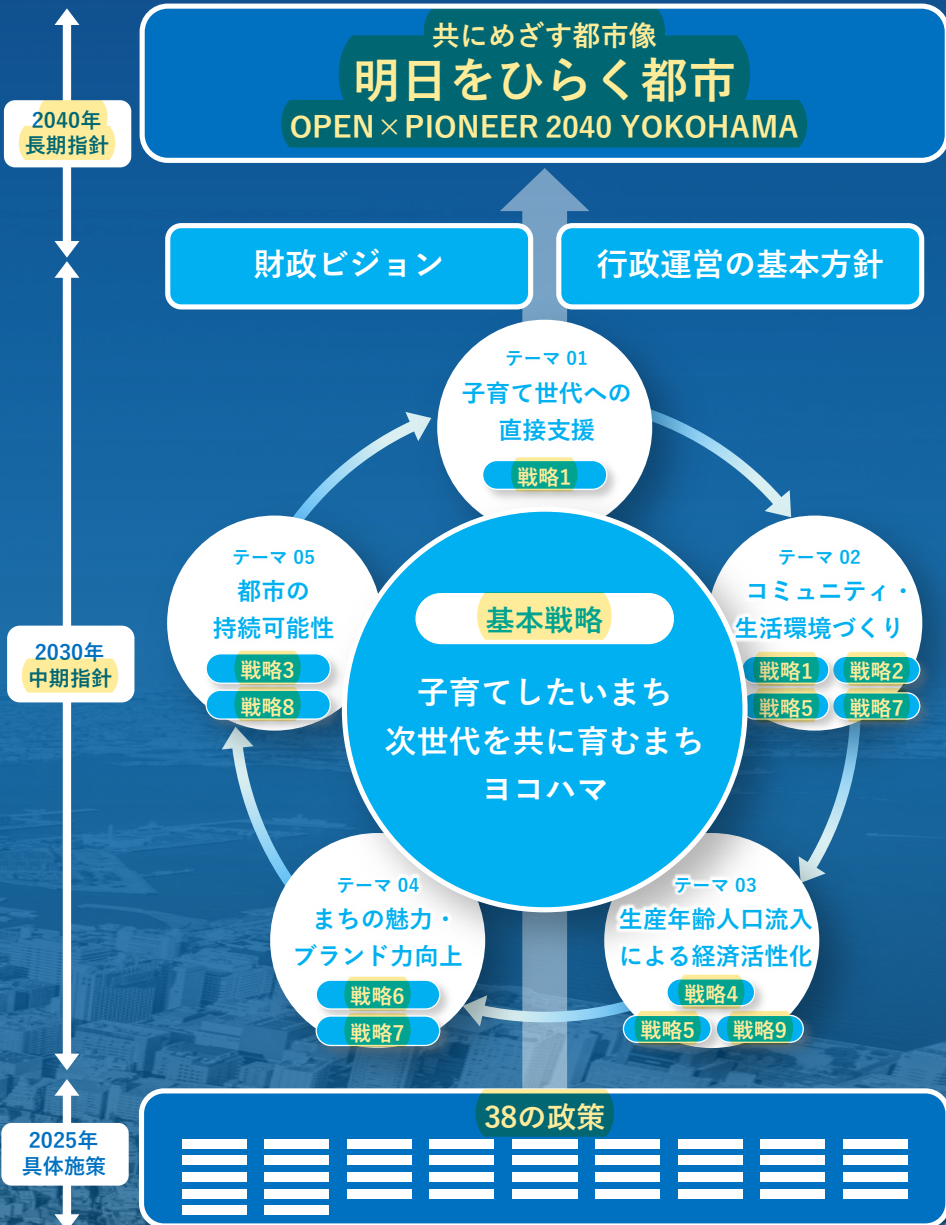 共にめざす都市像
明日をひらく都市
OPEN×PIONEER 2040 YOKOHAMA
2040年
長期指針
財政ビジョン
行政運営の基本方針
テーマ 01
子育て世代への
直接支援
戦略1
テーマ 05
都市の
持続可能性
戦略3
戦略8
テーマ 02
コミュニティ・
生活環境づくり
戦略1 戦略2
戦略5 戦略7
2030年
中期指針
基本戦略
子育てしたいまち
次世代を共に育むまち
ヨコハマ
テーマ 04
まちの魅力・
ブランド力向上
戦略6
戦略7
テーマ 03
生産年齢人口流入
による経済活性化
戦略4
戦略5 戦略9
2025年
具体施策
38の政策